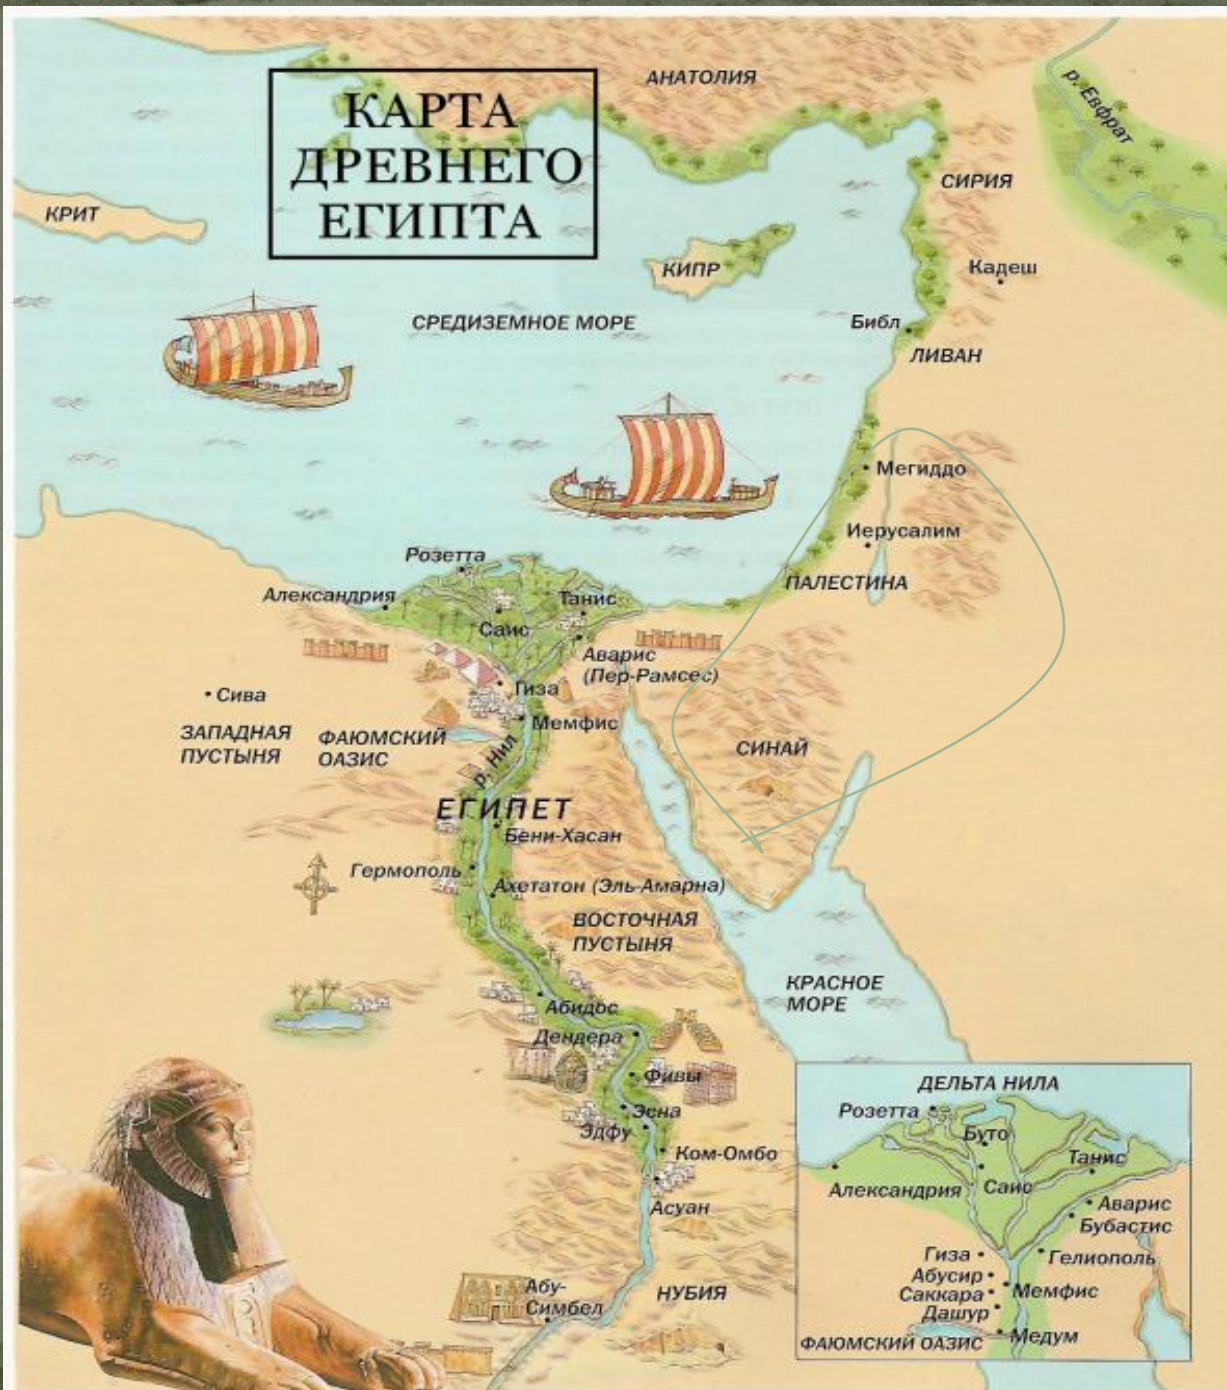 КАРТА
ДРЕВНЕГО
ЕГИПТА
АНАТОЛИЯ
р. Евфрат
КРИТ
СИРИЯ
КИПР
Кадеш
СРЕДИЗЕМНОЕ МОРЕ
Библ
ЛИВАН
Мегиддо
Иерусалим
Розетта
ПАЛЕСТИНА
Александрия
Танис
Саис
Аварис
(Пер-Рамсес)
Гиза
Сива
Мемфис
ЗАПАДНАЯ
ПУСТЫНЯ
ФАЮМСКИЙ
ОАЗИС
р. Нил
СИНАЙ
ЕГИПЕТ
Бени-Хасан
Гермополь
Ахетатон (Эль-Амарна)
ВОСТОЧНАЯ
ПУСТЫНЯ
КРАСНОЕ
МОРЕ
Абидос
Дендера
Фивы
Эсна
Эдфу
Ком-Омбо
Асуан
Абу-
Симбел
НУБИЯ
ДЕЛЬТА НИЛА
Розетта
Буто
Танис
Александрия
Саис
Аварис
Бубастис
Гиза
Гелиополь
Абусир
Саккара
Мемфис
Дашур
ФАЮМСКИЙ ОАЗИС
Медум